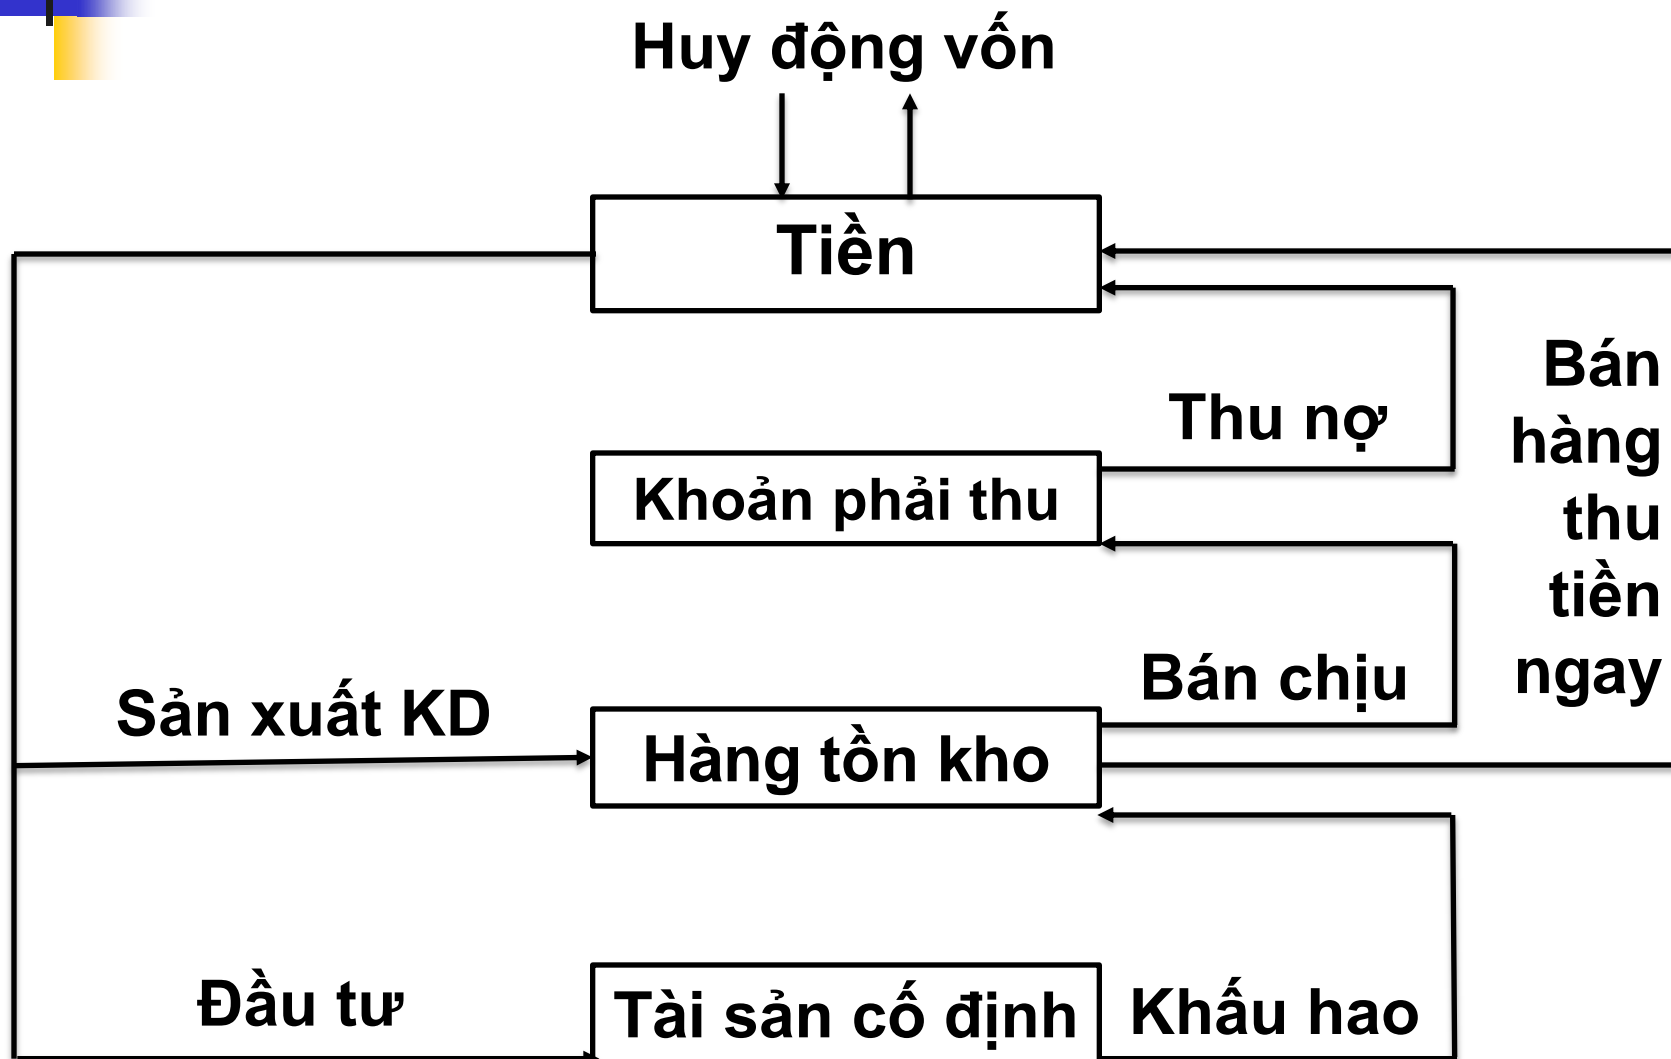 Huy động vốn
Tiền
Thu nợ
Bán
hàng
thu
tiền
ngay
Khoản phải thu
Bán chịu
Sản xuất KD
Hàng tồn kho
Đầu tư
Tài sản cố định
Khấu hao